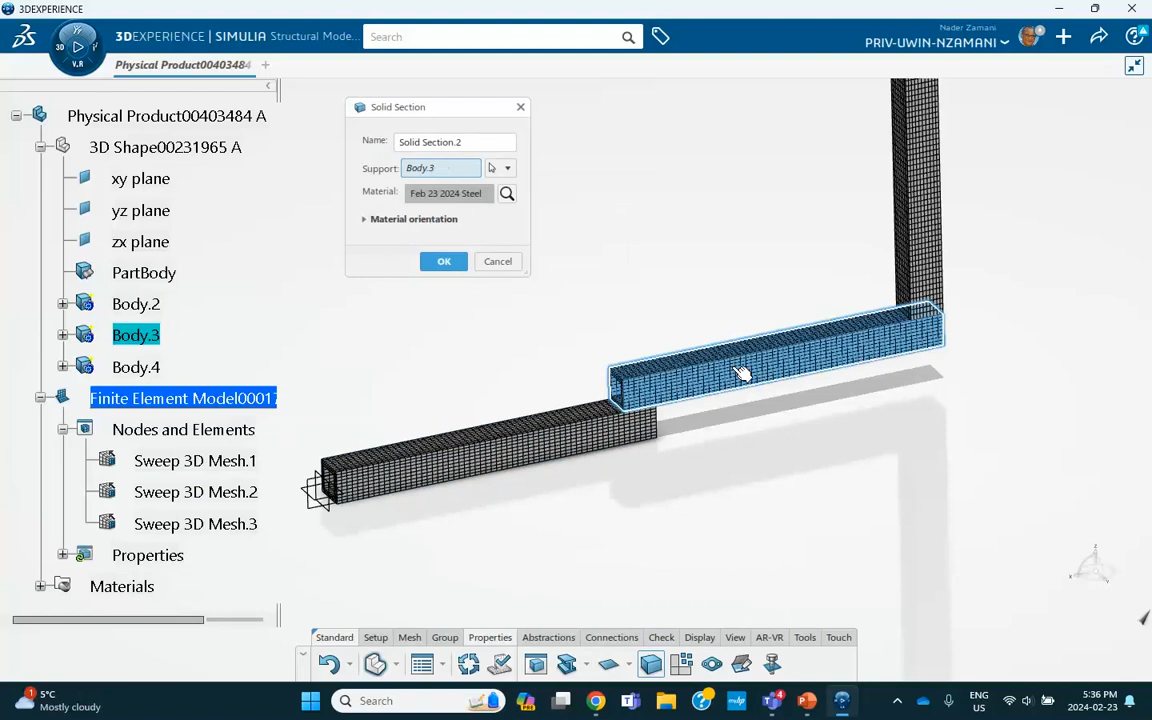 3DEXPERIENCE
3DEXPERIENCE | SIMULIA Structural Mode...
Search
Nader Zamani
PRIV-UWIN-NZAMANI
3D
V.R
Physical Product00403484
Physical Product00403484 A
3D Shape00231965 A
xy plane
yz plane
zx plane
PartBody
Body.2
Body.3
Body.4
Finite Element Model00017
Nodes and Elements
Sweep 3D Mesh.1
Sweep 3D Mesh.2
Sweep 3D Mesh.3
Properties
Materials
Solid Section
Name: Solid Section.2
Support: Body.3
Material: Feb 23 2024 Steel
Material orientation
OK Cancel
z
x y
Standard Setup Mesh Group Properties Abstractions Connections Check Display View AR-VR Tools Touch
1
5°C
Mostly cloudy
Search
4
ENG
US
5:36 PM
2024-02-23